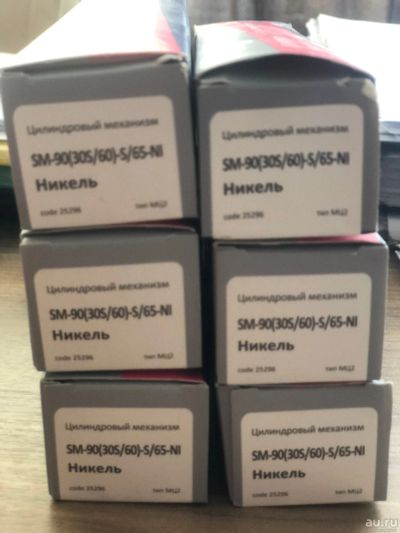 Цилиндровый механизм
SM-90(30S/60)-S/65-NI
Никель
code 25296 тип МЦ2
Цилиндровый механизм
SM-90(30S/60)-S/65-NI
Никель
code 25296 тип МЦ2
Цилиндровый механизм
SM-90(30S/60)-S/65-NI
Никель
code 25296 тип МЦ2
Цилиндровый механизм
SM-90(30S/60)-S/65-NI
Никель
code 25296 тип МЦ2
Цилиндровый механизм
SM-90(30S/60)-S/65-NI
Никель
code 25296 тип МЦ2
Цилиндровый механизм
SM-90(30S/60)-S/65-NI
Никель
code 25296 тип МЦ2
au.ru